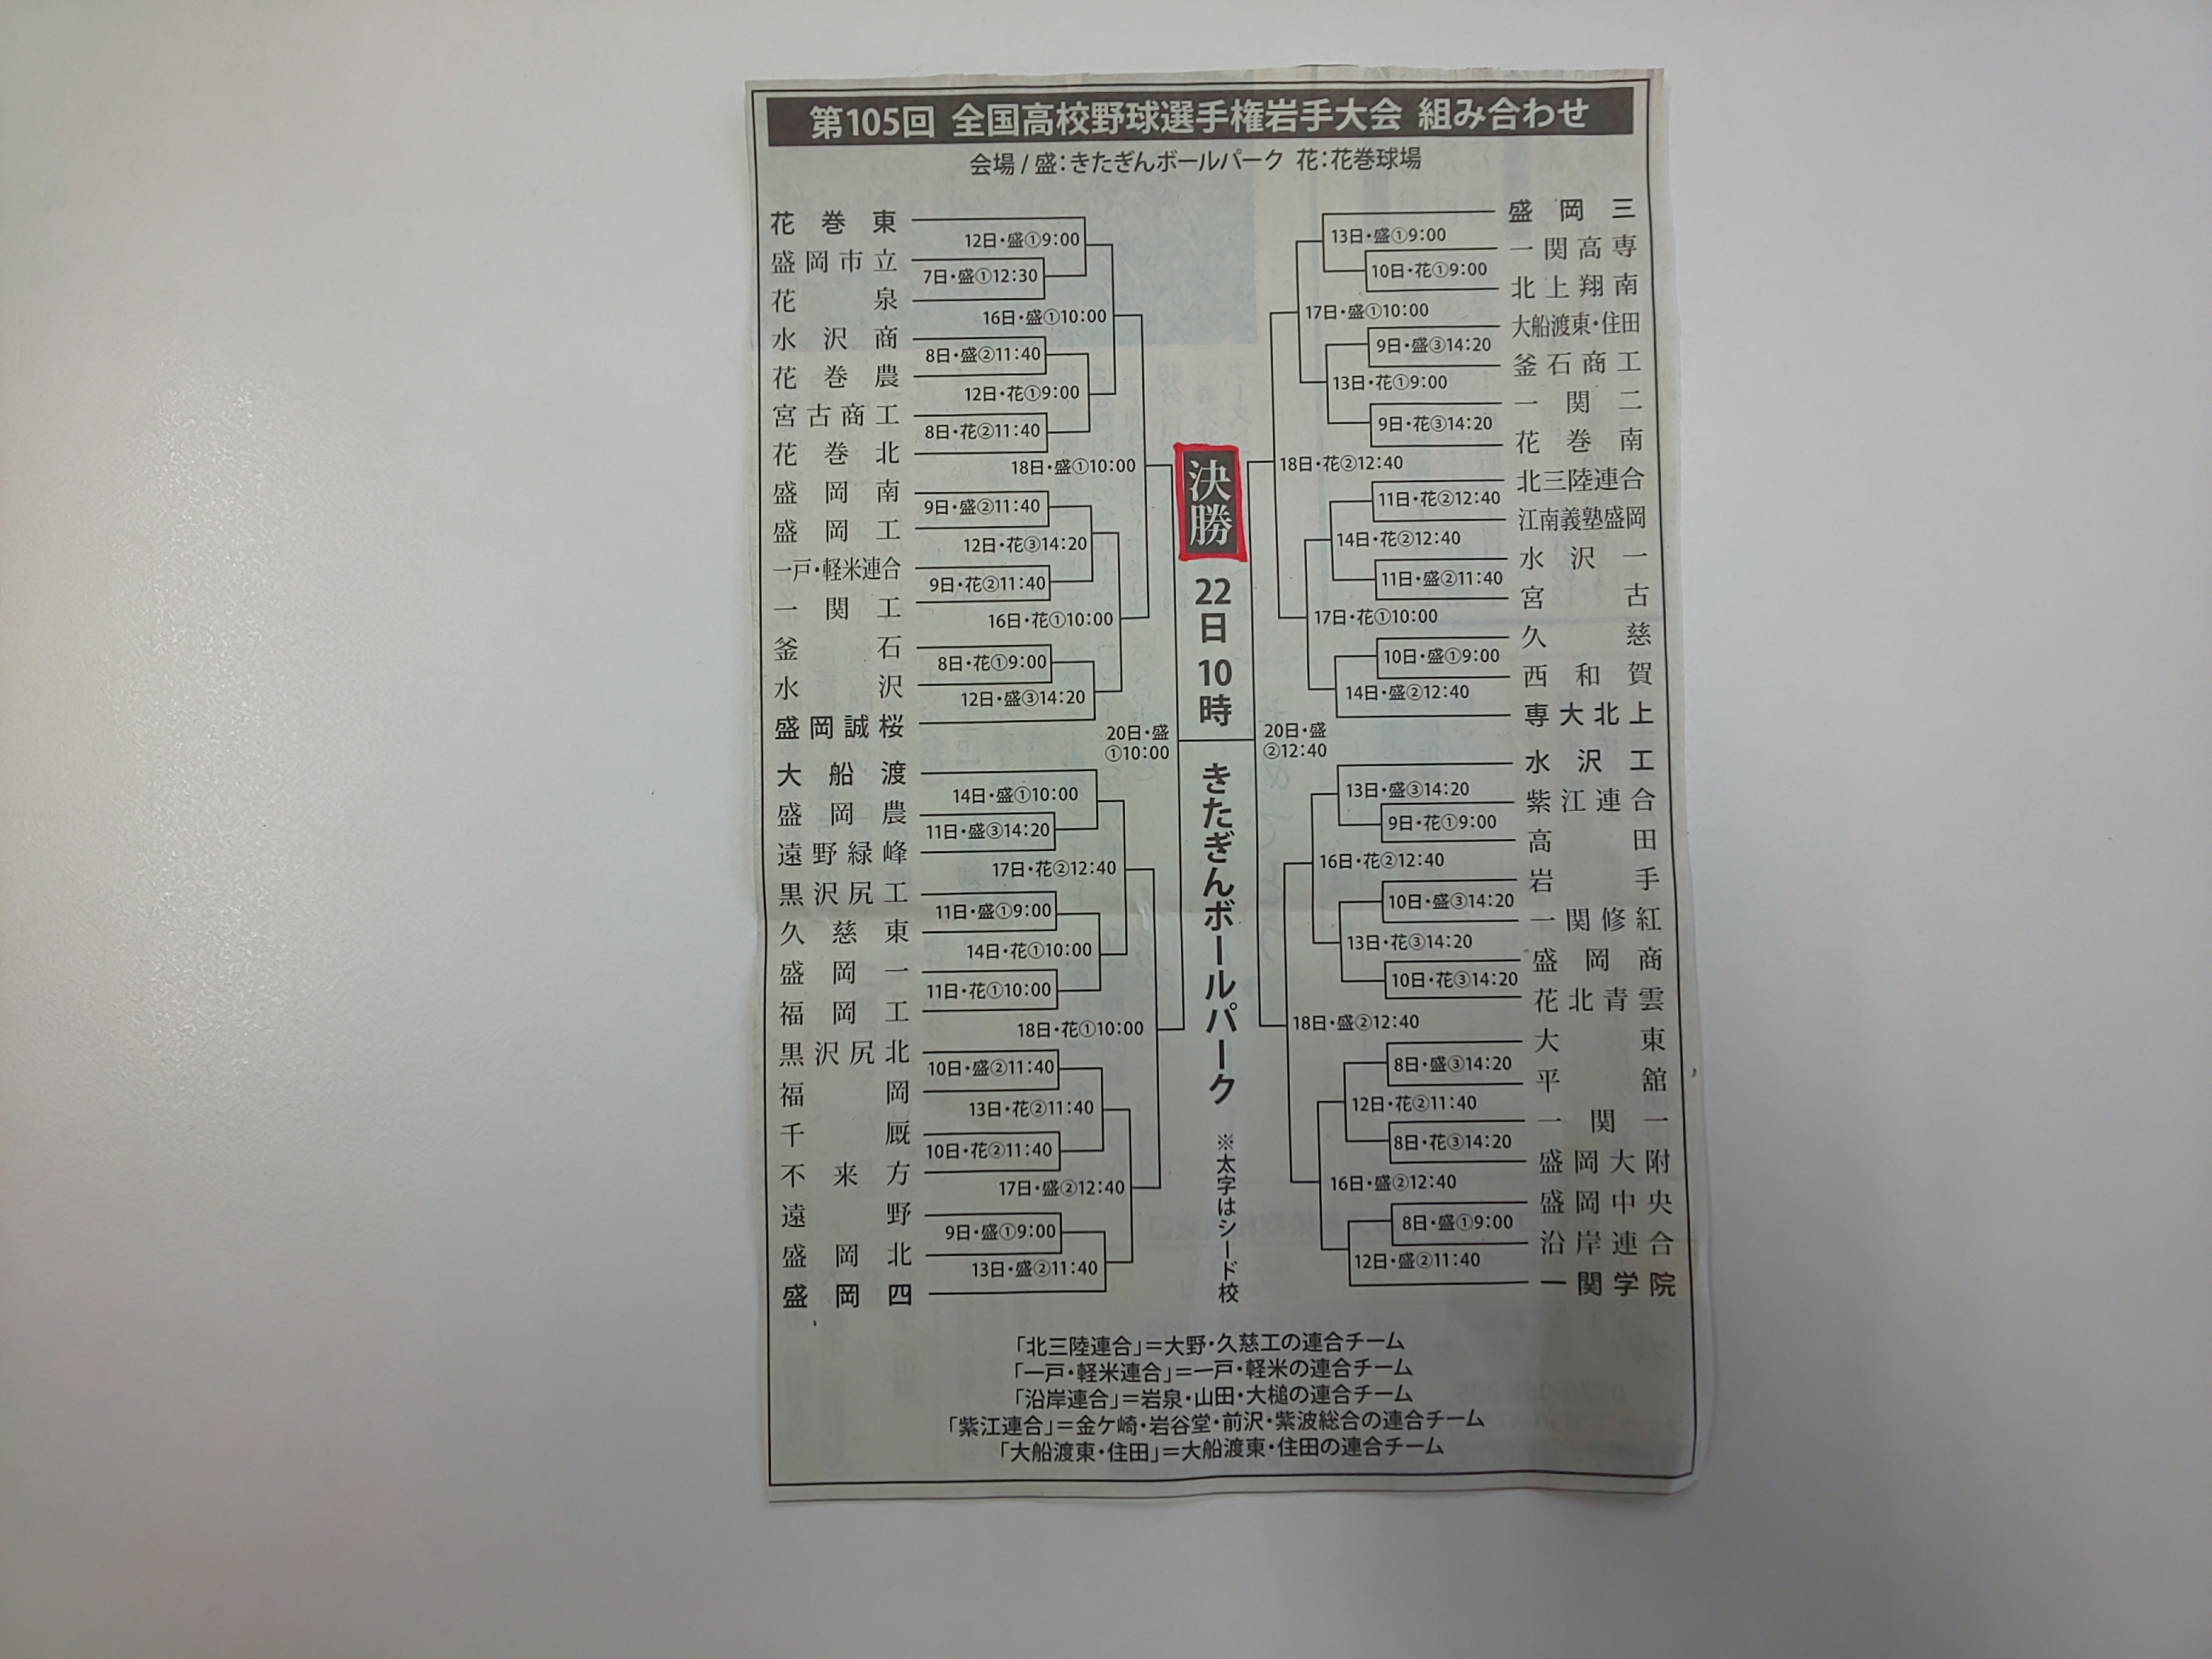 第105回 全国高校野球選手権岩手大会 組み合わせ
会場 / 盛：きたぎんボールパーク 花：花巻球場
花巻東
12日・盛①9:00
盛岡市立
7日・盛①12:30
花泉
16日・盛①10:00
水沢商
8日・盛②11:40
花巻農
12日・花①9:00
宮古商工
8日・花②11:40
花巻北
18日・盛①10:00
盛岡南
9日・盛②11:40
盛岡工
12日・花③14:20
一戸・軽米連合
9日・花②11:40
一関工
16日・花①10:00
釜石
8日・花①9:00
水沢
12日・盛③14:20
盛岡誠桜
20日・盛
①10:00
大船渡
14日・盛①10:00
盛岡農
11日・盛③14:20
遠野緑峰
17日・花②12:40
黒沢尻工
11日・盛①9:00
久慈東
14日・花①10:00
盛岡一
11日・花①10:00
福岡工
18日・花①10:00
黒沢尻北
10日・盛②11:40
福岡
13日・花②11:40
千厩
10日・花②11:40
不来方
17日・盛②12:40
遠野
9日・盛①9:00
盛岡北
13日・盛②11:40
盛岡四
決勝
22日10時
きたぎんボールパーク
※太字はシード校
盛岡三
13日・盛①9:00
一関高専
10日・花①9:00
北上翔南
17日・盛①10:00
大船渡東・住田
9日・盛③14:20
釜石商工
13日・花①9:00
一関二
9日・花③14:20
花巻南
18日・花②12:40
北三陸連合
11日・花②12:40
江南義塾盛岡
14日・花②12:40
水沢一
11日・盛②11:40
宮古
17日・花①10:00
久慈
10日・盛①9:00
西和賀
14日・盛②12:40
専大北上
20日・盛
②12:40
水沢工
13日・盛③14:20
紫江連合
9日・花①9:00
高田
16日・花②12:40
岩手
10日・盛③14:20
一関修紅
13日・花③14:20
盛岡商
10日・花③14:20
花北青雲
18日・盛②12:40
大東
8日・盛③14:20
平舘
12日・花②11:40
一関一
8日・花③14:20
盛岡大附
16日・盛②12:40
盛岡中央
8日・盛①9:00
沿岸連合
12日・盛②11:40
一関学院
「北三陸連合」＝大野・久慈工の連合チーム
「一戸・軽米連合」＝一戸・軽米の連合チーム
「沿岸連合」＝岩泉・山田・大槌の連合チーム
「紫江連合」＝金ケ崎・岩谷堂・前沢・紫波総合の連合チーム
「大船渡東・住田」＝大船渡東・住田の連合チーム